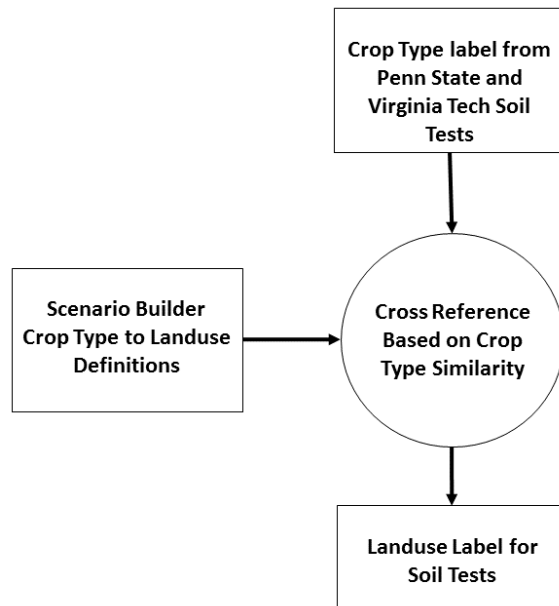 Crop Type label from
Penn State and
Virginia Tech Soil
Tests
Scenario Builder
Crop Type to Landuse
Definitions
Cross Reference
Based on Crop
Type Similarity
Landuse Label for
Soil Tests